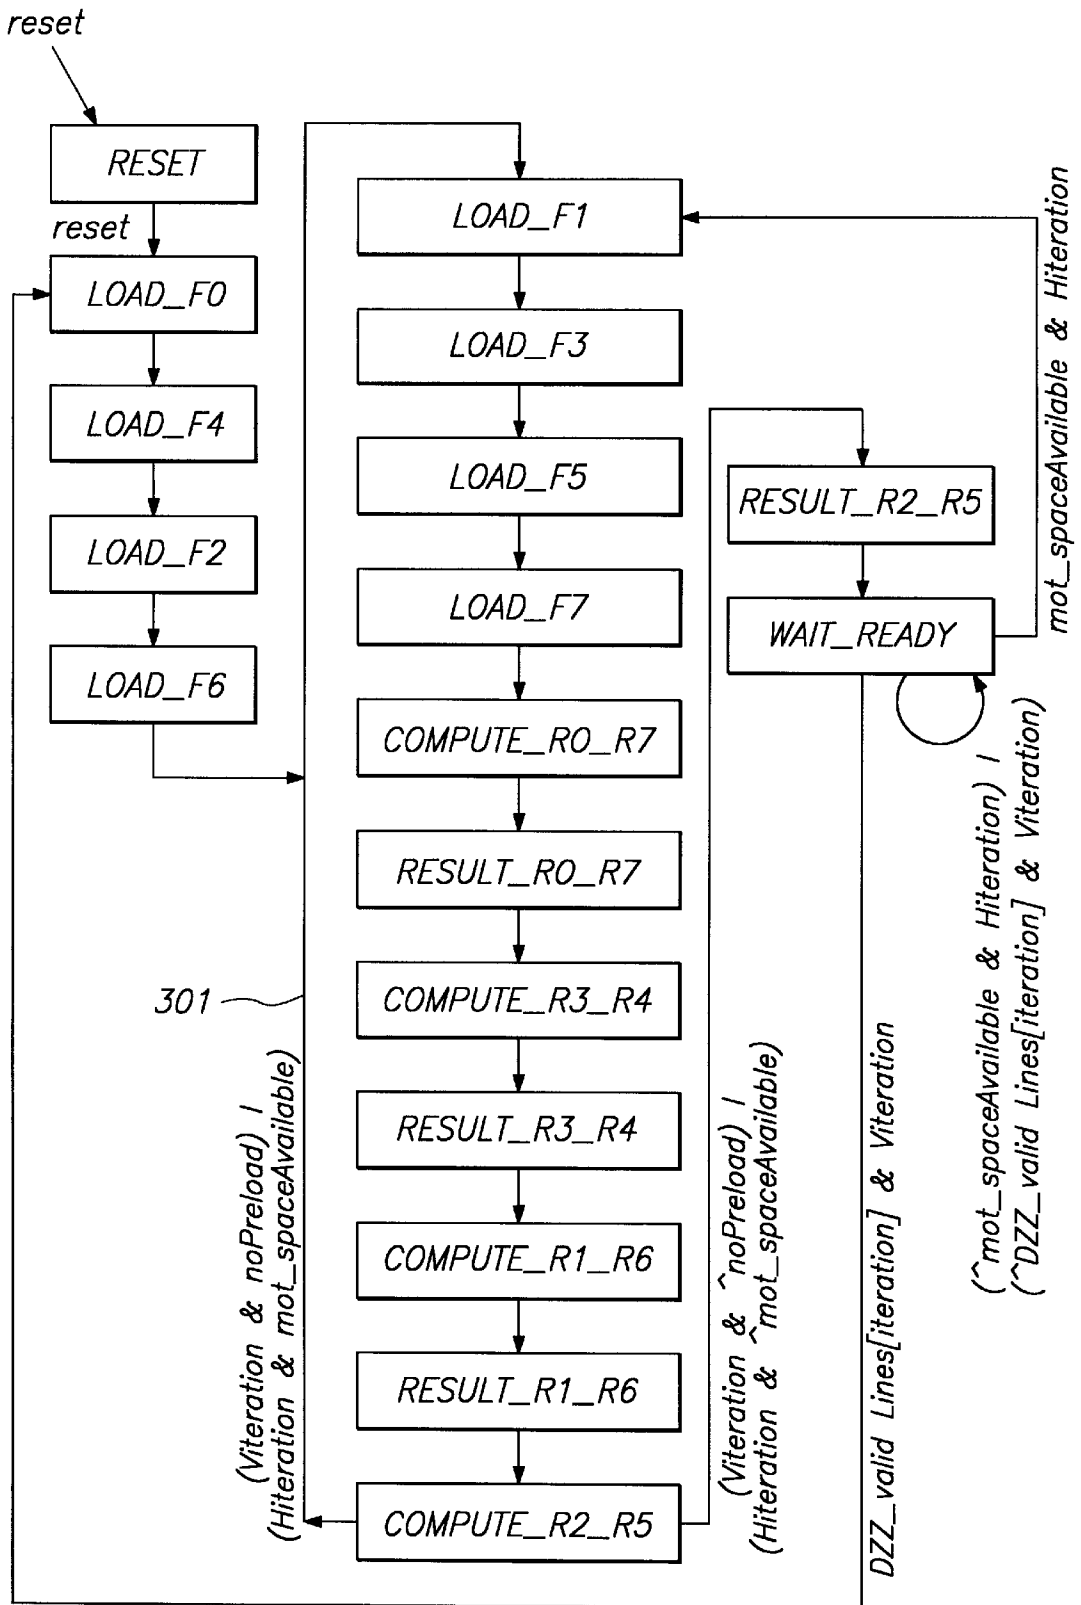 reset
RESET
reset
LOAD_F0
LOAD_F4
LOAD_F2
LOAD_F6
LOAD_F1
LOAD_F3
LOAD_F5
LOAD_F7
COMPUTE_R0_R7
RESULT_R0_R7
COMPUTE_R3_R4
RESULT_R3_R4
COMPUTE_R1_R6
RESULT_R1_R6
COMPUTE_R2_R5
301
(Viteration & noPreload) |
(Hiteration & mot_spaceAvailable)
(Viteration & ^noPreload) |
(Hiteration & ^mot_spaceAvailable)
RESULT_R2_R5
WAIT_READY
mot_spaceAvailable & Hiteration
(^mot_spaceAvailable & Hiteration) |
(^DZZ_valid Lines[iteration] & Viteration)
DZZ_valid Lines[iteration] & Viteration